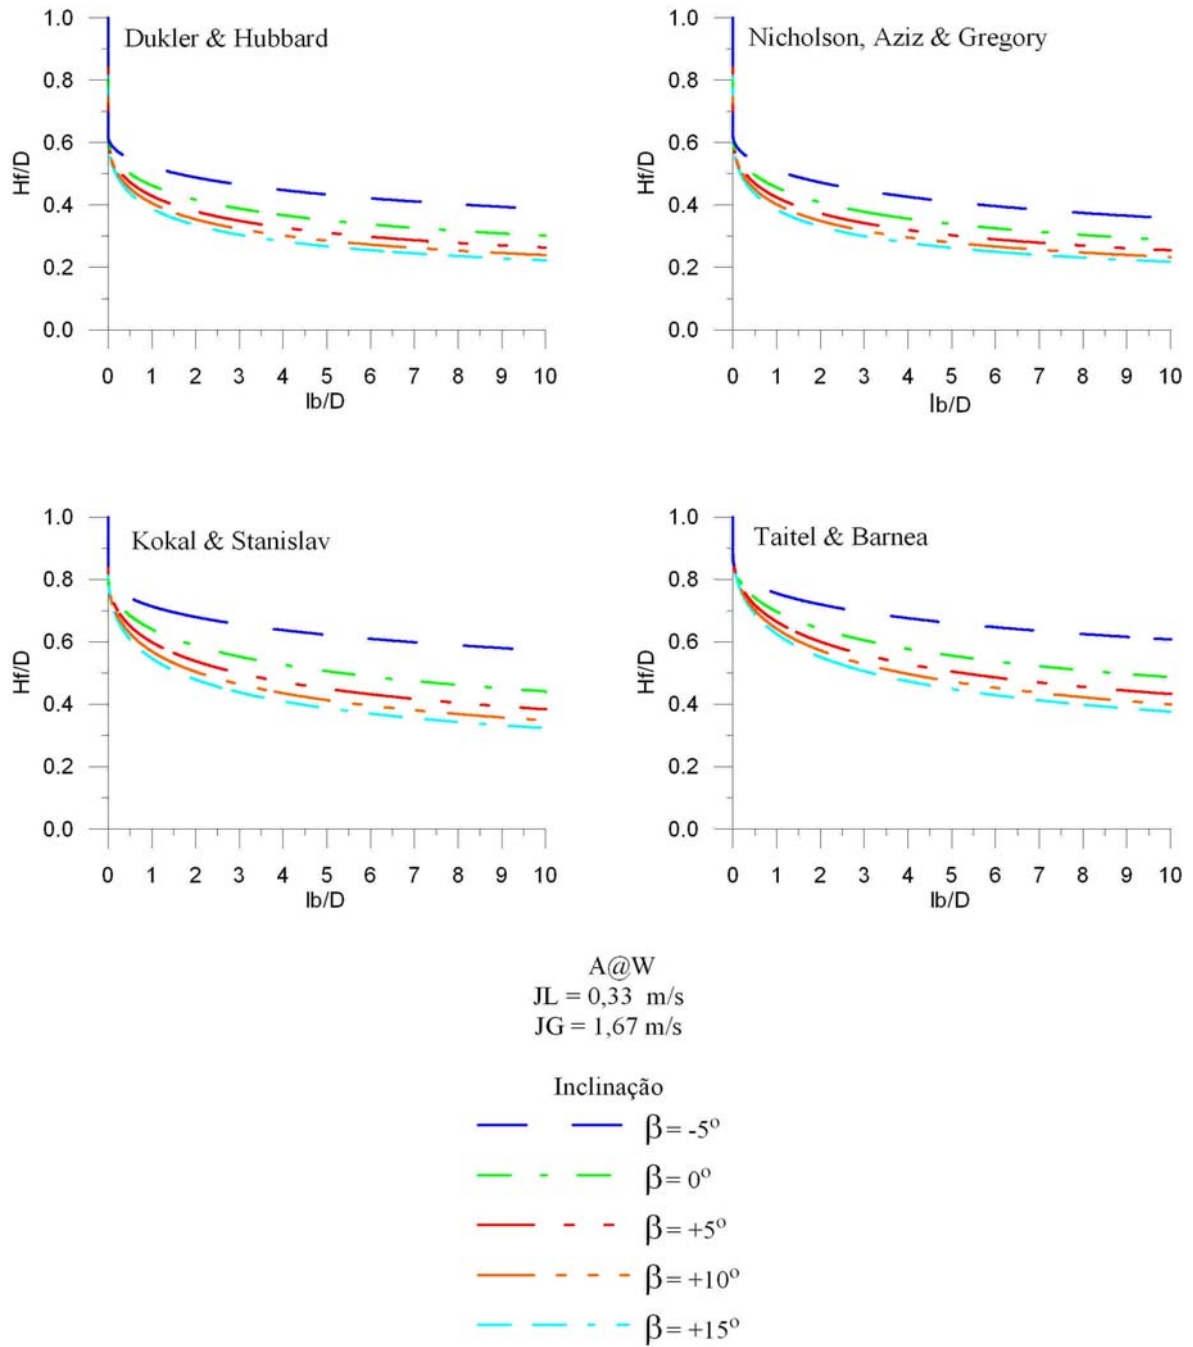 Dukler & Hubbard
1.0
0.8
0.6
0.4
0.2
0.0
Hf/D
0 1 2 3 4 5 6 7 8 9 10
lb/D
Nicholson, Aziz & Gregory
1.0
0.8
0.6
0.4
0.2
0.0
Hf/D
0 1 2 3 4 5 6 7 8 9 10
lb/D
Kokal & Stanislav
1.0
0.8
0.6
0.4
0.2
0.0
Hf/D
0 1 2 3 4 5 6 7 8 9 10
lb/D
Taitel & Barnea
1.0
0.8
0.6
0.4
0.2
0.0
Hf/D
0 1 2 3 4 5 6 7 8 9 10
lb/D
A@W
JL = 0,33 m/s
JG = 1,67 m/s
Inclinação
β= -5º
β= 0º
β= +5º
β= +10º
β= +15º